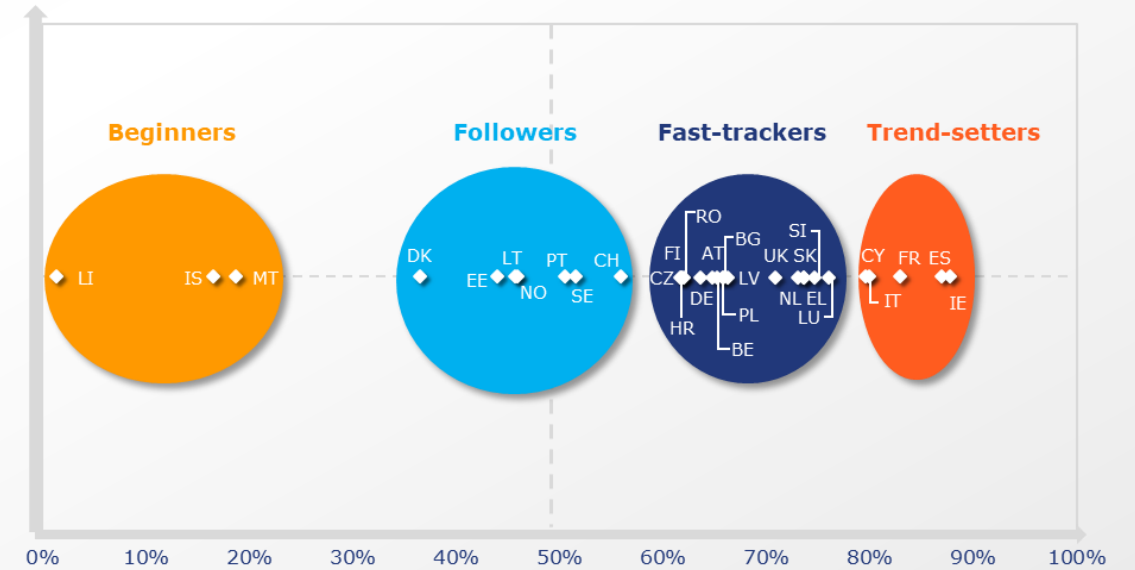 Beginners
Followers
Fast-trackers
Trend-setters
LI
IS
MT
DK
EE
LT
NO
PT
SE
CH
CZ
FI
RO
HR
DE
AT
BG
LV
PL
BE
UK
SK
SI
NL
EL
LU
CY
IT
FR
ES
IE
0%
10%
20%
30%
40%
50%
60%
70%
80%
90%
100%